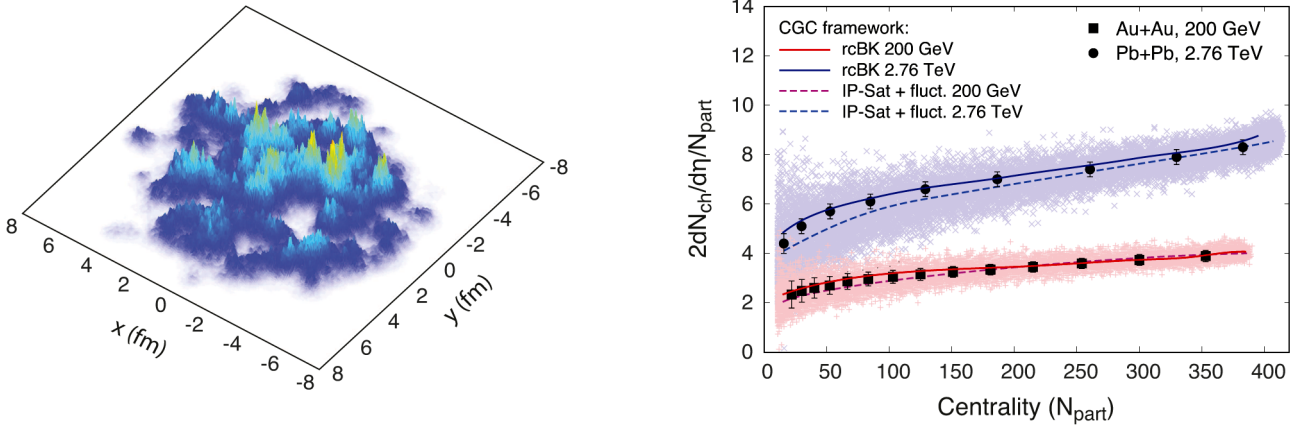 8
6
4
2
0
-2
-4
-6
-8
x (fm)
8
6
4
2
0
-2
-4
-6
-8
y (fm)
14
12
10
8
6
4
2
0
2dN_ch/dη/N_part
CGC framework:
rcBK 200 GeV
rcBK 2.76 TeV
IP-Sat + fluct. 200 GeV
IP-Sat + fluct. 2.76 TeV
Au+Au, 200 GeV
Pb+Pb, 2.76 TeV
0 50 100 150 200 250 300 350 400
Centrality (N_part)